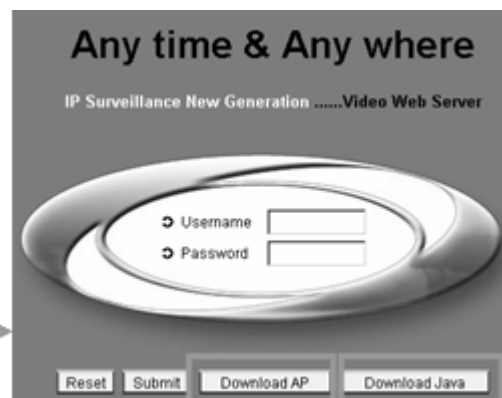 Any time & Any where
IP Surveillance New Generation ......Video Web Server
Username
Password
Reset Submit Download AP Download Java